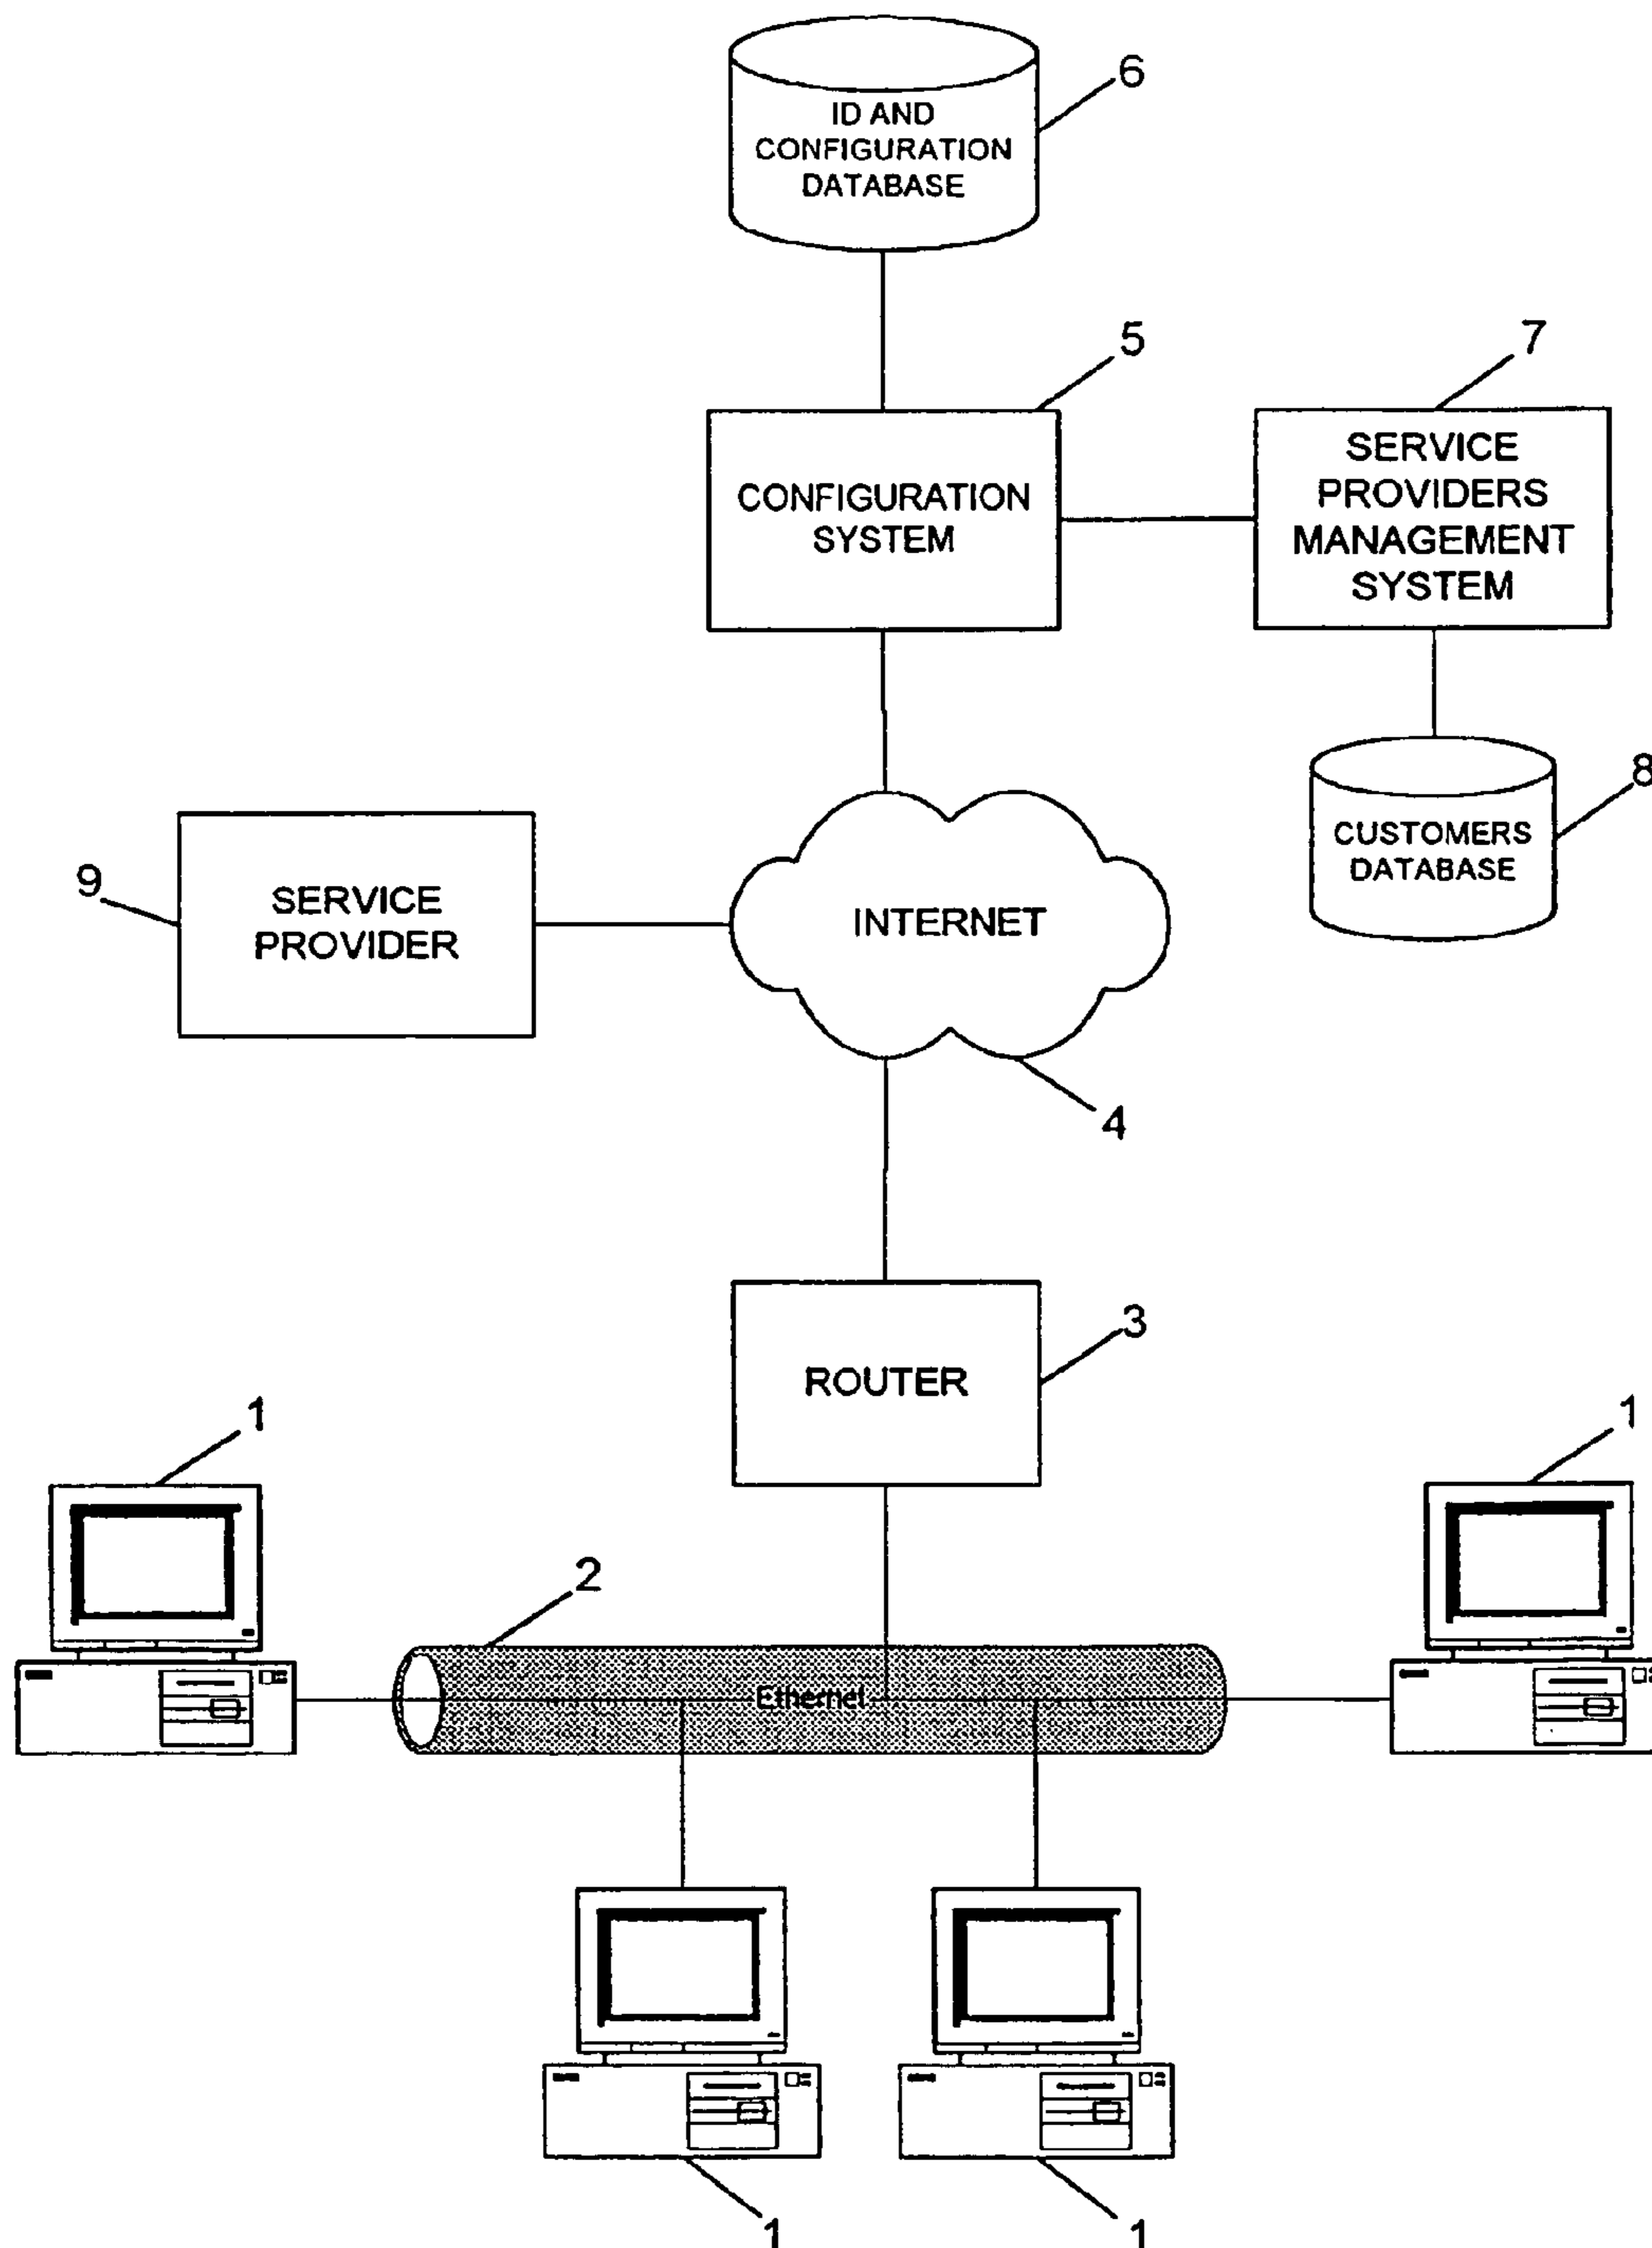 6
ID AND
CONFIGURATION
DATABASE
5
7
CONFIGURATION
SYSTEM
SERVICE
PROVIDERS
MANAGEMENT
SYSTEM
8
CUSTOMERS
DATABASE
9
SERVICE
PROVIDER
INTERNET
4
3
ROUTER
1
1
2
Ethernet
1
1